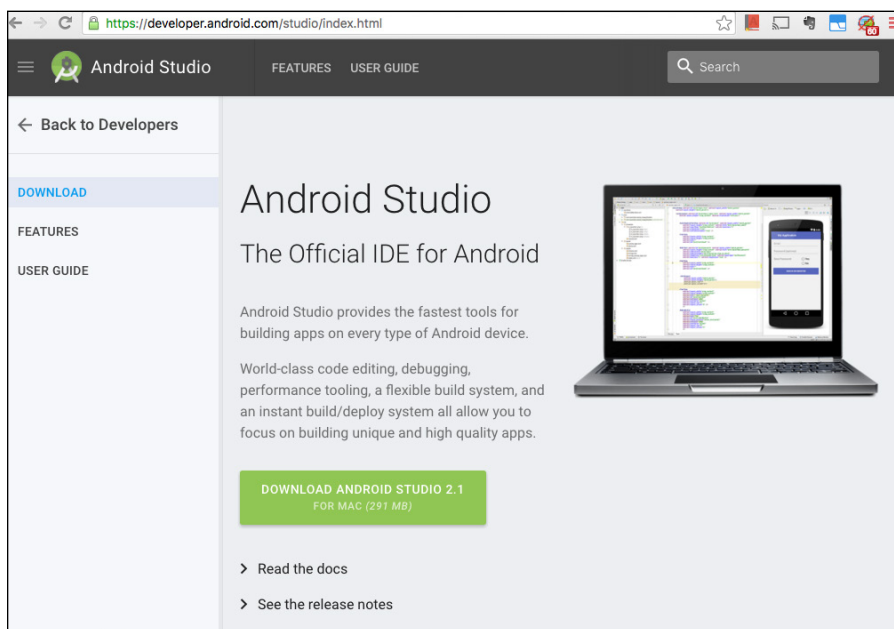 https://developer.android.com/studio/index.html
60
Android Studio
FEATURES
USER GUIDE
Search
Back to Developers
DOWNLOAD
FEATURES
USER GUIDE
Android Studio
The Official IDE for Android
Android Studio provides the fastest tools for
building apps on every type of Android device.
World-class code editing, debugging,
performance tooling, a flexible build system, and
an instant build/deploy system all allow you to
focus on building unique and high quality apps.
DOWNLOAD ANDROID STUDIO 2.1
FOR MAC (291 MB)
Read the docs
See the release notes